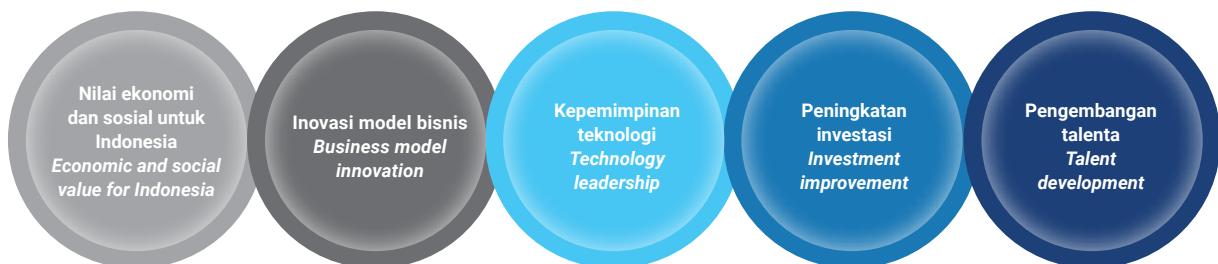 Nilai ekonomi
dan sosial untuk
Indonesia
Economic and social
value for Indonesia
Inovasi model bisnis
Business model
innovation
Kepemimpinan
teknologi
Technology
leadership
Peningkatan
investasi
Investment
improvement
Pengembangan
talenta
Talent
development